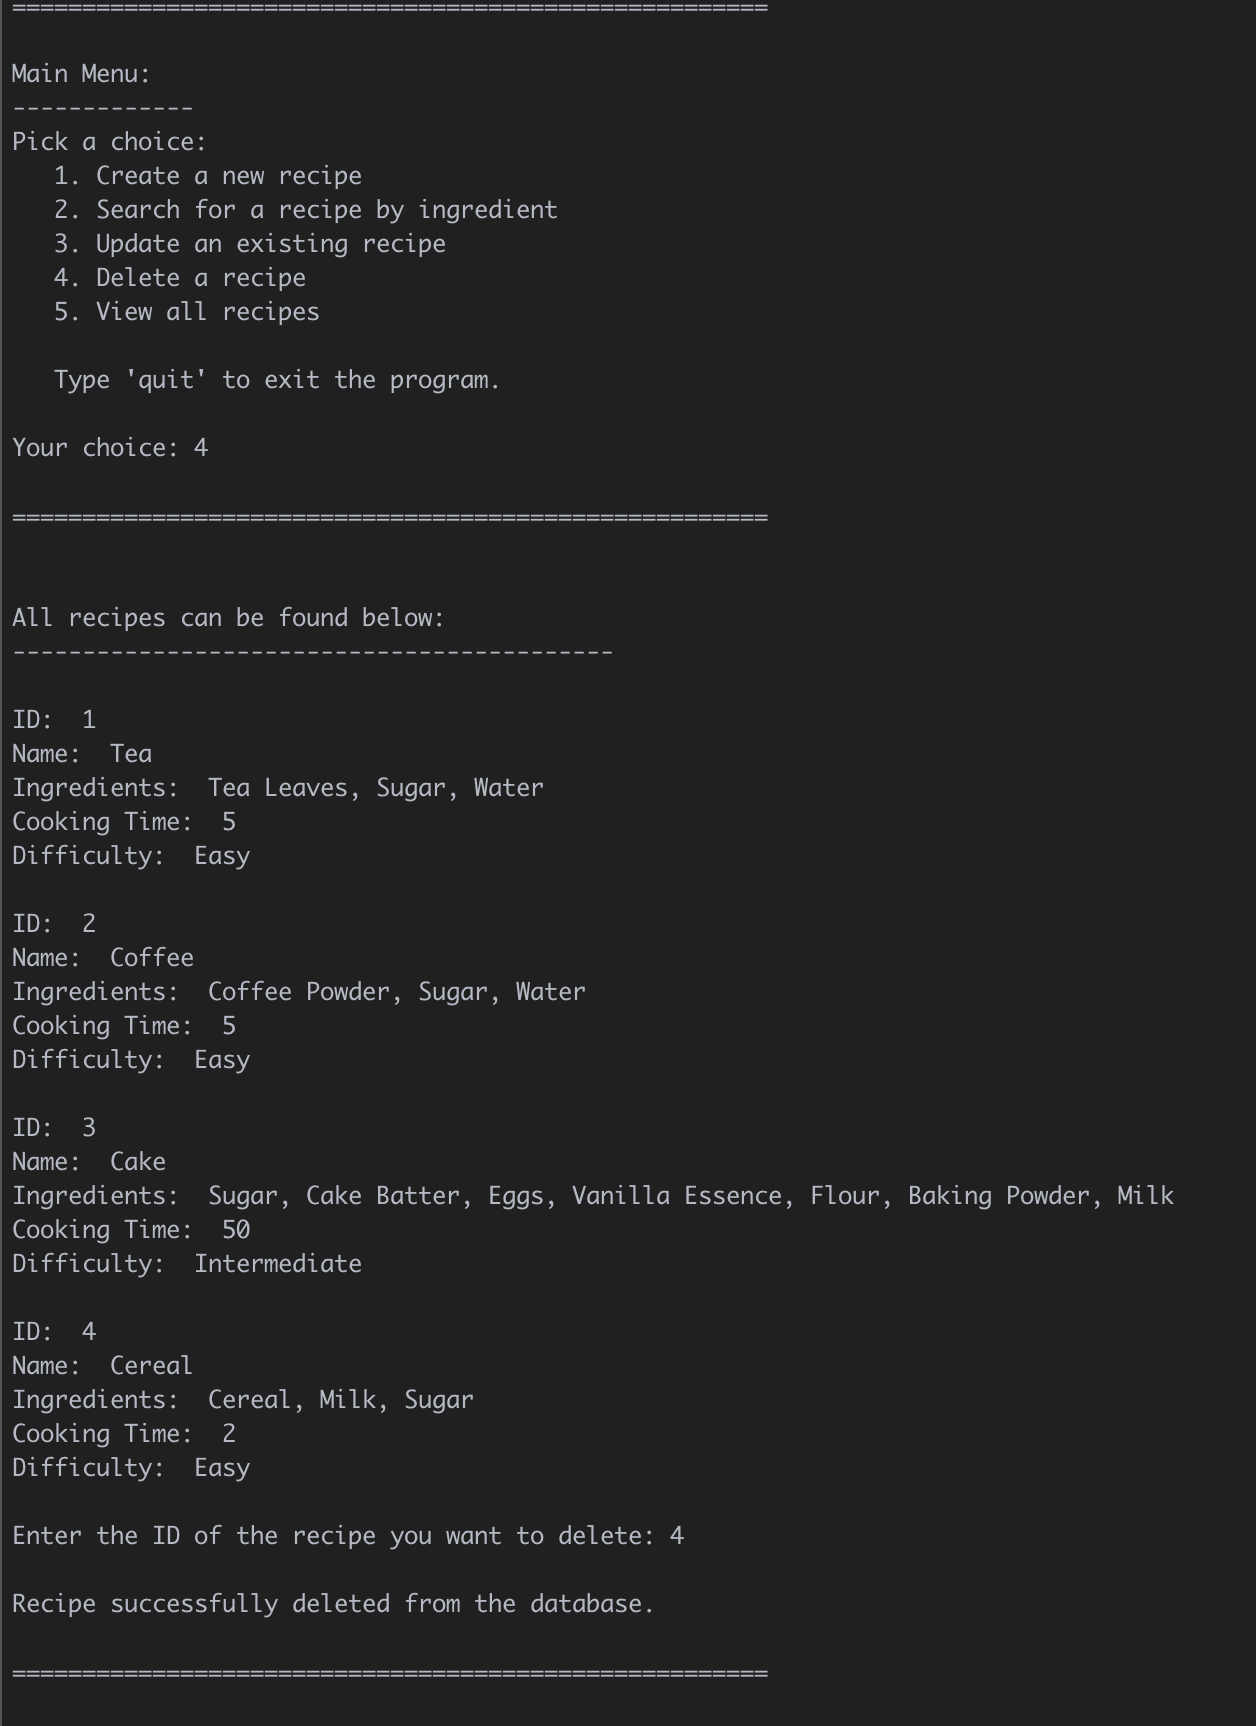 ======================================================

Main Menu:
-------------
Pick a choice:
   1. Create a new recipe
   2. Search for a recipe by ingredient
   3. Update an existing recipe
   4. Delete a recipe
   5. View all recipes

   Type 'quit' to exit the program.

Your choice: 4

======================================================


All recipes can be found below:
-------------------------------------------

ID:  1
Name:  Tea
Ingredients:  Tea Leaves, Sugar, Water
Cooking Time:  5
Difficulty:  Easy

ID:  2
Name:  Coffee
Ingredients:  Coffee Powder, Sugar, Water
Cooking Time:  5
Difficulty:  Easy

ID:  3
Name:  Cake
Ingredients:  Sugar, Cake Batter, Eggs, Vanilla Essence, Flour, Baking Powder, Milk
Cooking Time:  50
Difficulty:  Intermediate

ID:  4
Name:  Cereal
Ingredients:  Cereal, Milk, Sugar
Cooking Time:  2
Difficulty:  Easy

Enter the ID of the recipe you want to delete: 4

Recipe successfully deleted from the database.

======================================================